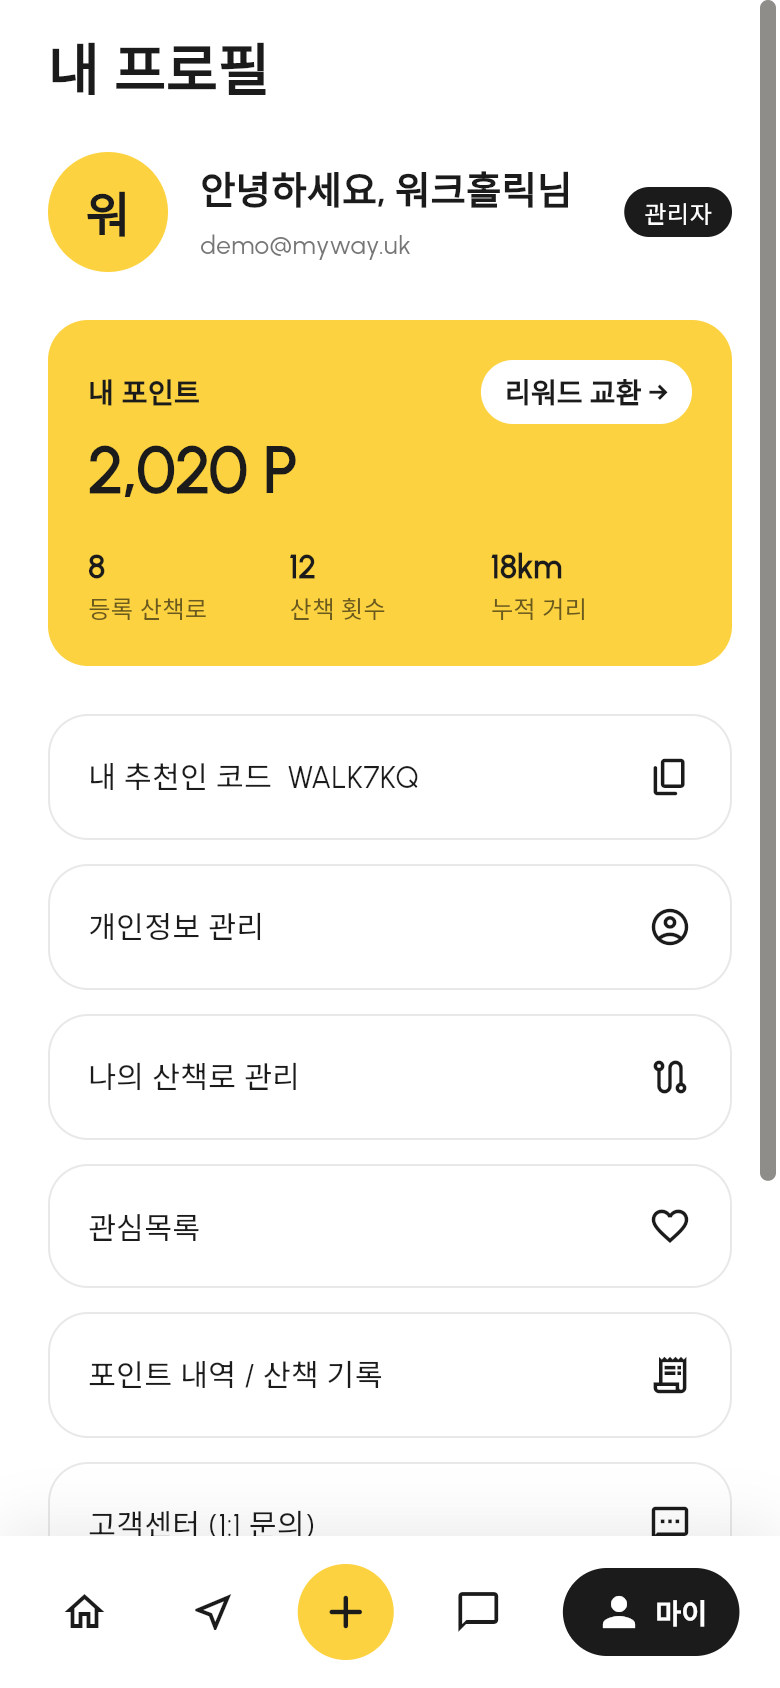 내 프로필
워
안녕하세요, 워크홀릭님
demo@myway.uk
관리자
내 포인트
리워드 교환 →
2,020 P
8
12
18km
등록 산책로
산책 횟수
누적 거리
내 추천인 코드 WALK7KQ
개인정보 관리
나의 산책로 관리
관심목록
포인트 내역 / 산책 기록
고객센터 (1:1 문의)
마이